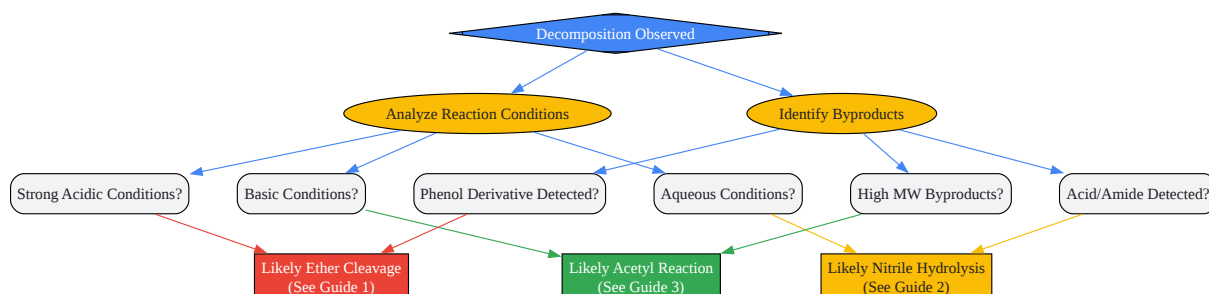 Decomposition Observed
Analyze Reaction Conditions
Identify Byproducts
Strong Acidic Conditions?
Basic Conditions?
Phenol Derivative Detected?
Aqueous Conditions?
High MW Byproducts?
Acid/Amide Detected?
Likely Ether Cleavage
(See Guide 1)
Likely Acetyl Reaction
(See Guide 3)
Likely Nitrile Hydrolysis
(See Guide 2)